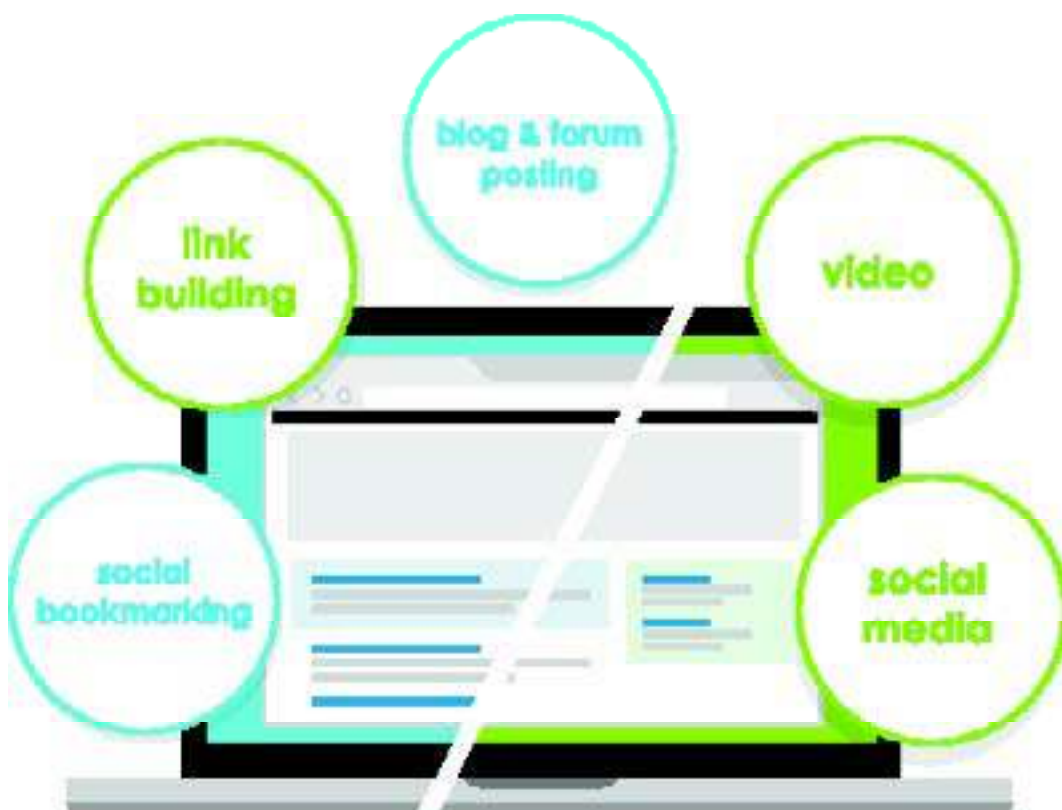 blog & forum
posting
link
building
video
social
bookmarking
social
media